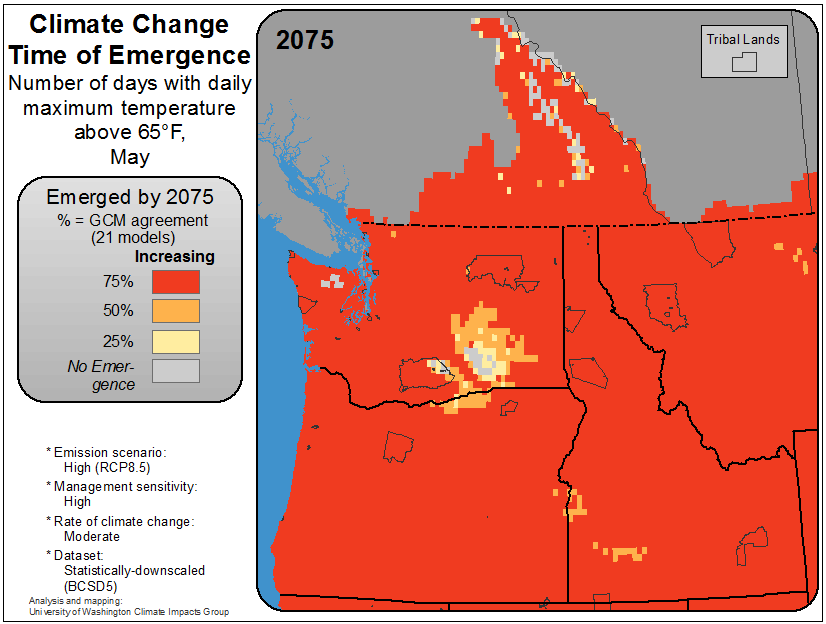 Climate Change
Time of Emergence
Number of days with daily
maximum temperature
above 65°F,
May
2075
Tribal Lands
Emerged by 2075
% = GCM agreement
(21 models)
Increasing
75%
50%
25%
No Emer-
gence
* Emission scenario:
High (RCP8.5)
* Management sensitivity:
High
* Rate of climate change:
Moderate
* Dataset:
Statistically-downscaled
(BCSD5)
Analysis and mapping:
University of Washington Climate Impacts Group